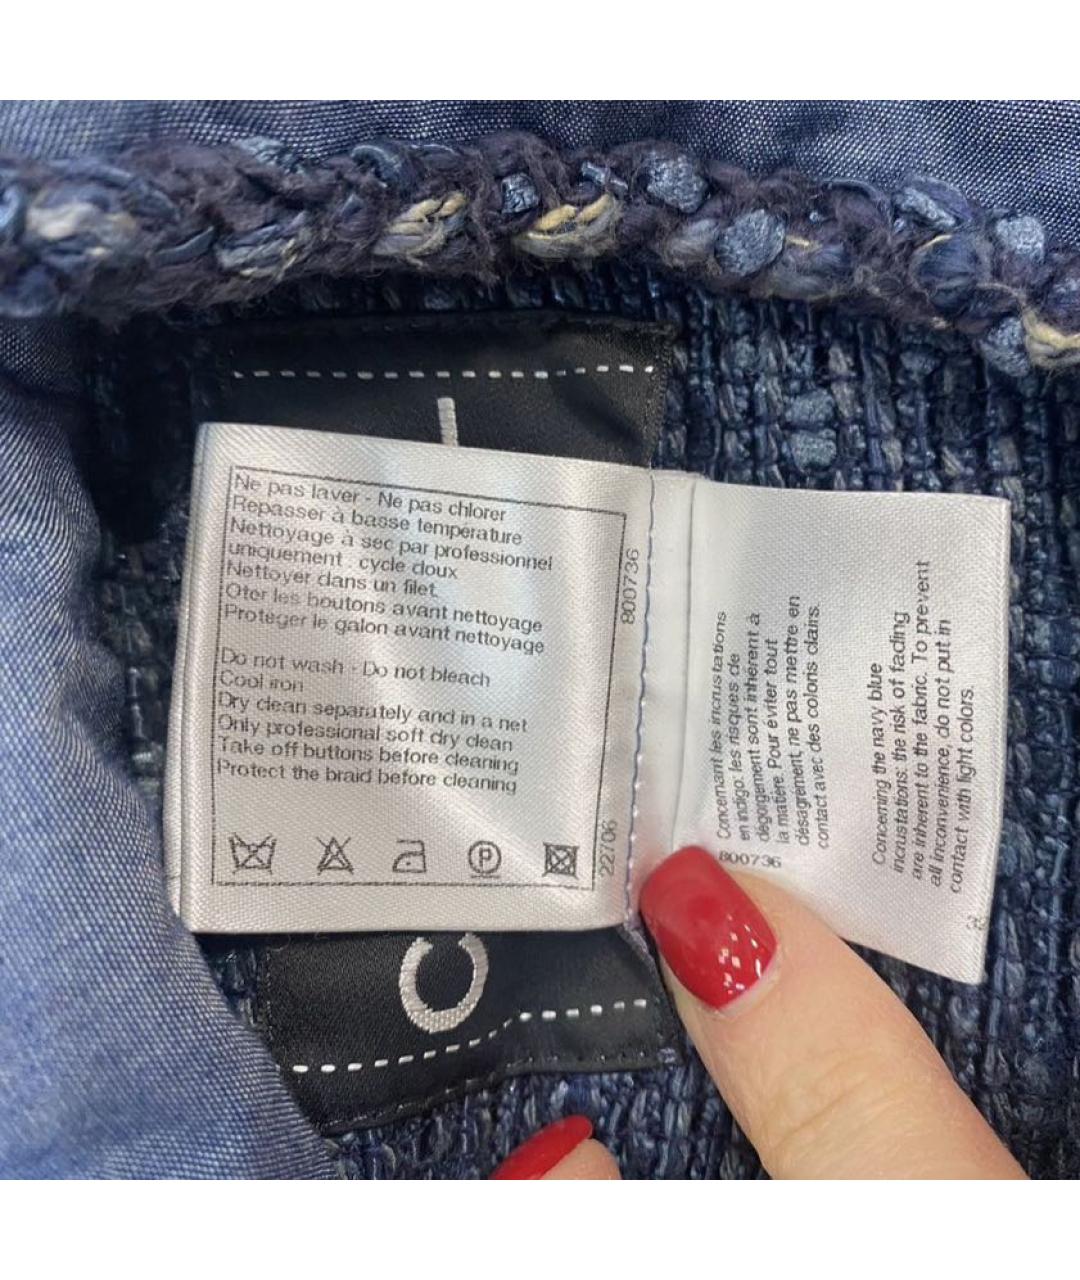 Ne pas laver - Ne pas chlorer
Repasser à basse température
Nettoyage à sec par professionnel
uniquement : cycle doux
Nettoyer dans un filet.
Oter les boutons avant nettoyage
Proteger le galon avant nettoyage
Do not wash - Do not bleach
Cool iron
Dry clean separately and in a net
Only professional soft dry clean
Take off buttons before cleaning
Protect the braid before cleaning
P
800736
22/06
Concernant les incrustations
en indigo: les risques de
dégorgement sont inhérent à
la matière. Pour eviter tout
désagrement, ne pas mettre en
contact avec des coloris clairs.
800736
Concerning the navy blue
incrustations: the risk of fading
are inherent to the fabric. To prevent
all inconvenience, do not put in
contact with light colors.